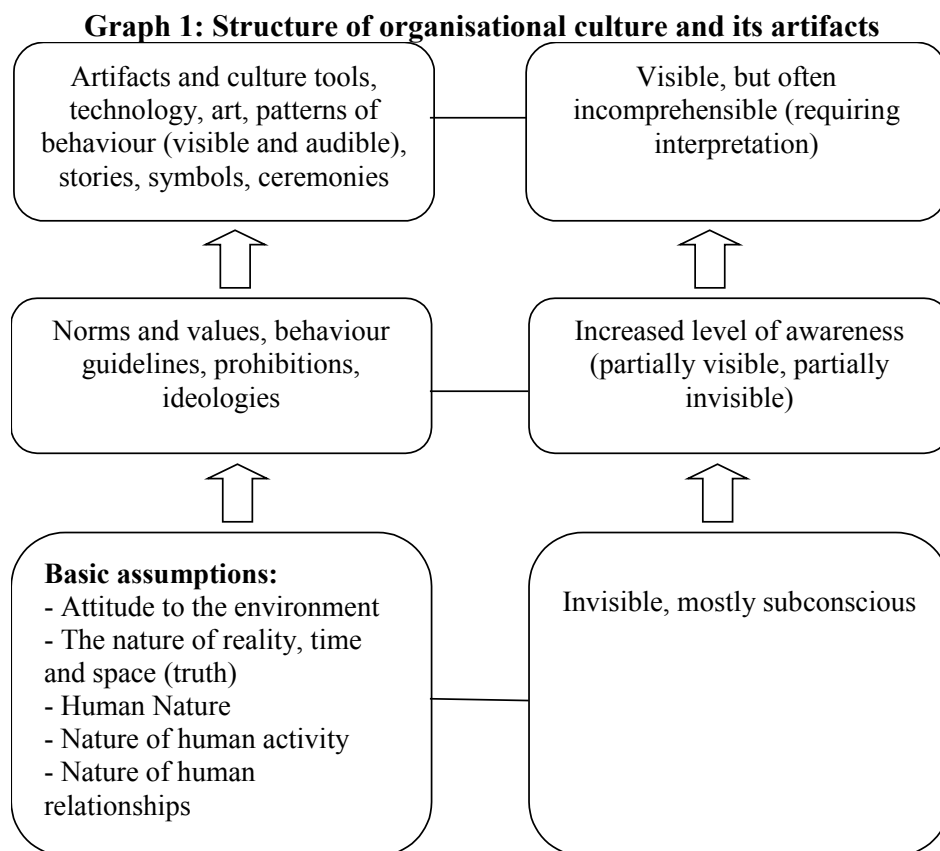 Graph 1: Structure of organisational culture and its artifacts
Artifacts and culture tools,
technology, art, patterns of
behaviour (visible and audible),
stories, symbols, ceremonies
Visible, but often
incomprehensible (requiring
interpretation)
Norms and values, behaviour
guidelines, prohibitions,
ideologies
Increased level of awareness
(partially visible, partially
invisible)
Basic assumptions:
- Attitude to the environment
- The nature of reality, time
and space (truth)
- Human Nature
- Nature of human activity
- Nature of human
relationships
Invisible, mostly subconscious